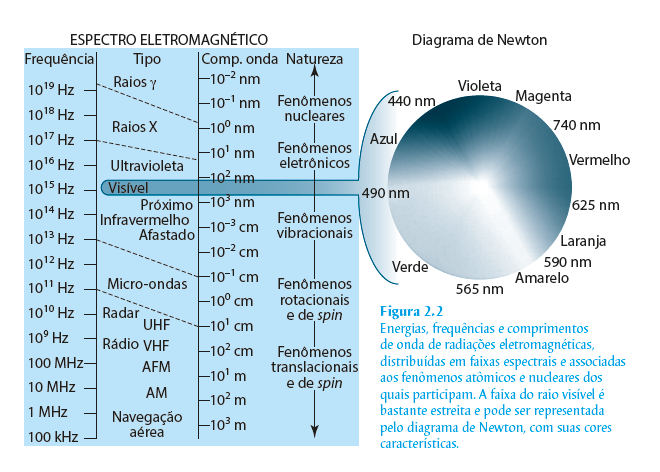 ESPECTRO ELETROMAGNÉTICO
Frequência Tipo Comp. onda Natureza
10¹⁹ Hz
10¹⁸ Hz
10¹⁷ Hz
10¹⁶ Hz
10¹⁵ Hz
10¹⁴ Hz
10¹³ Hz
10¹² Hz
10¹¹ Hz
10¹⁰ Hz
10⁹ Hz
100 MHz
10 MHz
1 MHz
100 kHz
Raios γ
Raios X
Ultravioleta
Visível
Próximo
Infravermelho
Afastado
Micro-ondas
Radar
UHF
Rádio VHF
AFM
AM
Navegação
aérea
10⁻² nm
10⁻¹ nm
10⁰ nm
10¹ nm
10² nm
10³ nm
10⁻³ cm
10⁻² cm
10⁻¹ cm
10⁰ cm
10¹ cm
10² cm
10¹ m
10² m
10³ m
Fenômenos
nucleares
Fenômenos
eletrônicos
Fenômenos
vibracionais
Fenômenos
rotacionais
e de spin
Fenômenos
translacionais
e de spin
Diagrama de Newton
Violeta
Magenta
440 nm
740 nm
Azul
Vermelho
490 nm
625 nm
Laranja
590 nm
Verde
Amarelo
565 nm
Figura 2.2
Energias, frequências e comprimentos
de onda de radiações eletromagnéticas,
distribuídas em faixas espectrais e associadas
aos fenômenos atômicos e nucleares dos
quais participam. A faixa do raio visível é
bastante estreita e pode ser representada
pelo diagrama de Newton, com suas cores
características.